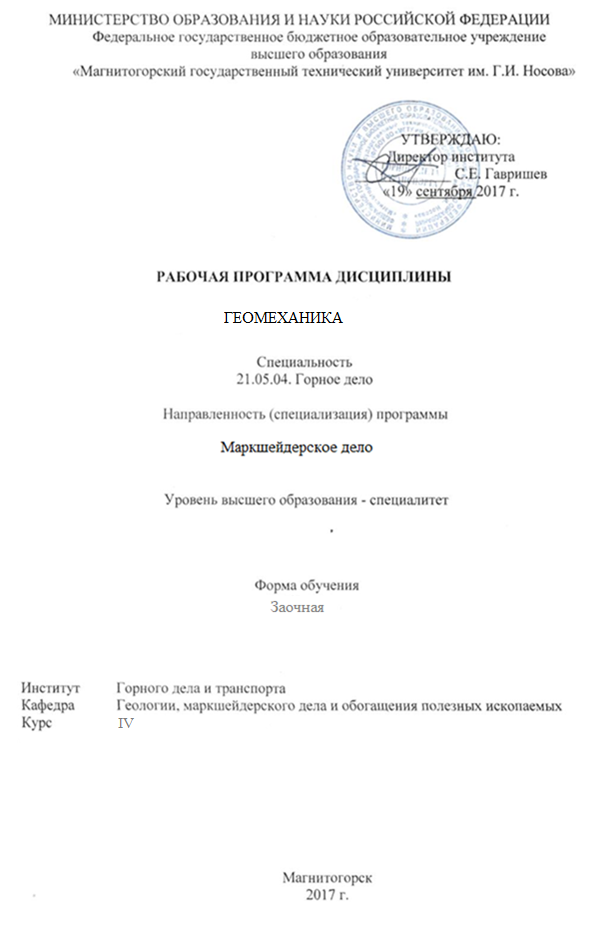 МИНИСТЕРСТВО ОБРАЗОВАНИЯ И НАУКИ РОССИЙСКОЙ ФЕДЕРАЦИИ
Федеральное государственное бюджетное образовательное учреждение
высшего образования
«Магнитогорский государственный технический университет им. Г.И. Носова»
УТВЕРЖДАЮ:
Директор института
С.Е. Гавришев
«19» сентября 2017 г.
РАБОЧАЯ ПРОГРАММА ДИСЦИПЛИНЫ
ГЕОМЕХАНИКА
Специальность
21.05.04. Горное дело
Направленность (специализация) программы
Маркшейдерское дело
Уровень высшего образования - специалитет
Форма обучения
Заочная
Институт Горного дела и транспорта
Кафедра Геологии, маркшейдерского дела и обогащения полезных ископаемых
Курс IV
Магнитогорск
2017 г.